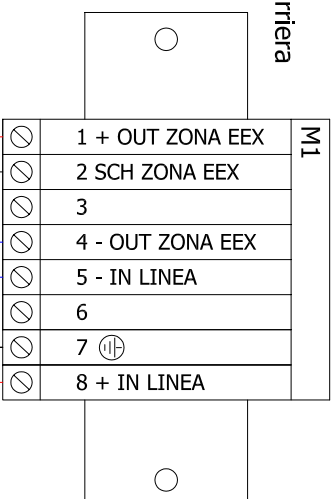 rriera
M1
1 + OUT ZONA EEX
2 SCH ZONA EEX
3
4 - OUT ZONA EEX
5 - IN LINEA
6
7
8 + IN LINEA